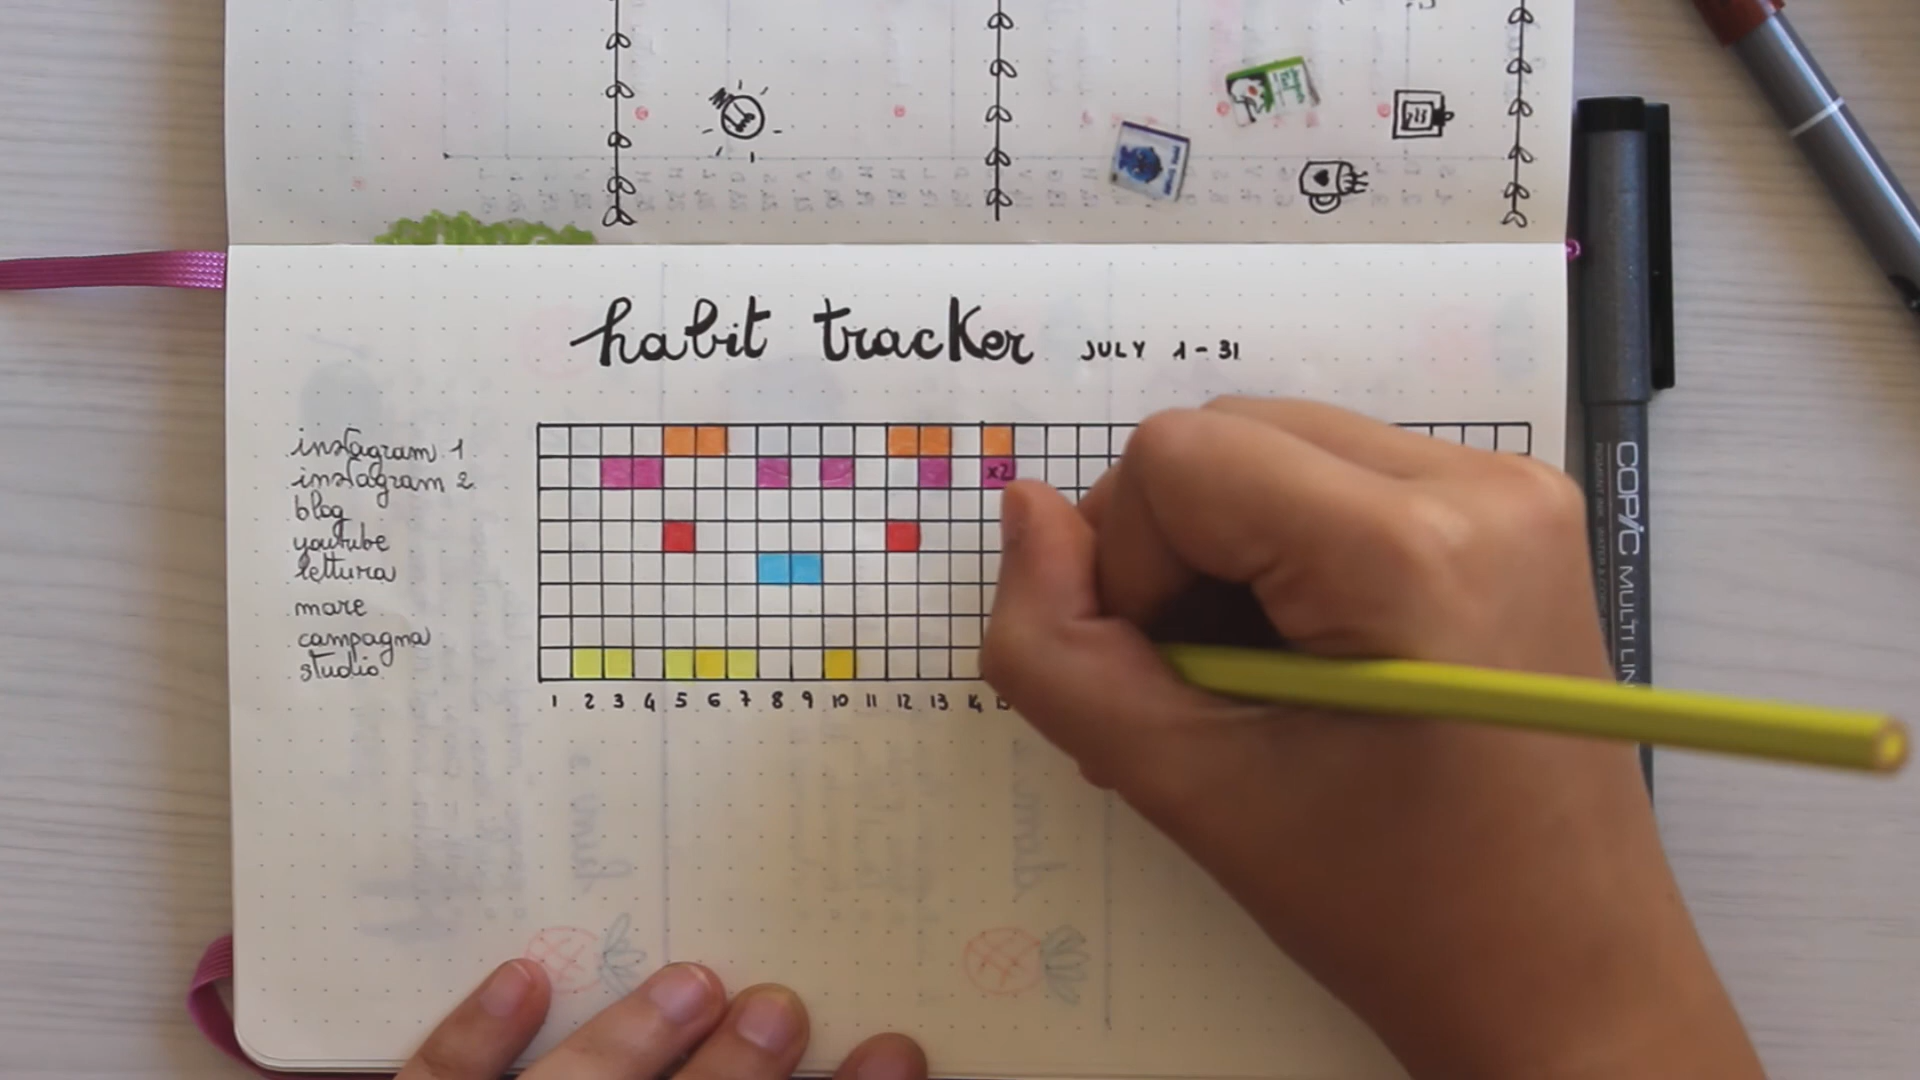 habit tracker JULY 1-31
instagram 1
instagram 2
x2
blog
youtube
lettura
mare
campagna
studio
1 2 3 4 5 6 7 8 9 10 11 12 13 14
COPIC MULTI LIN